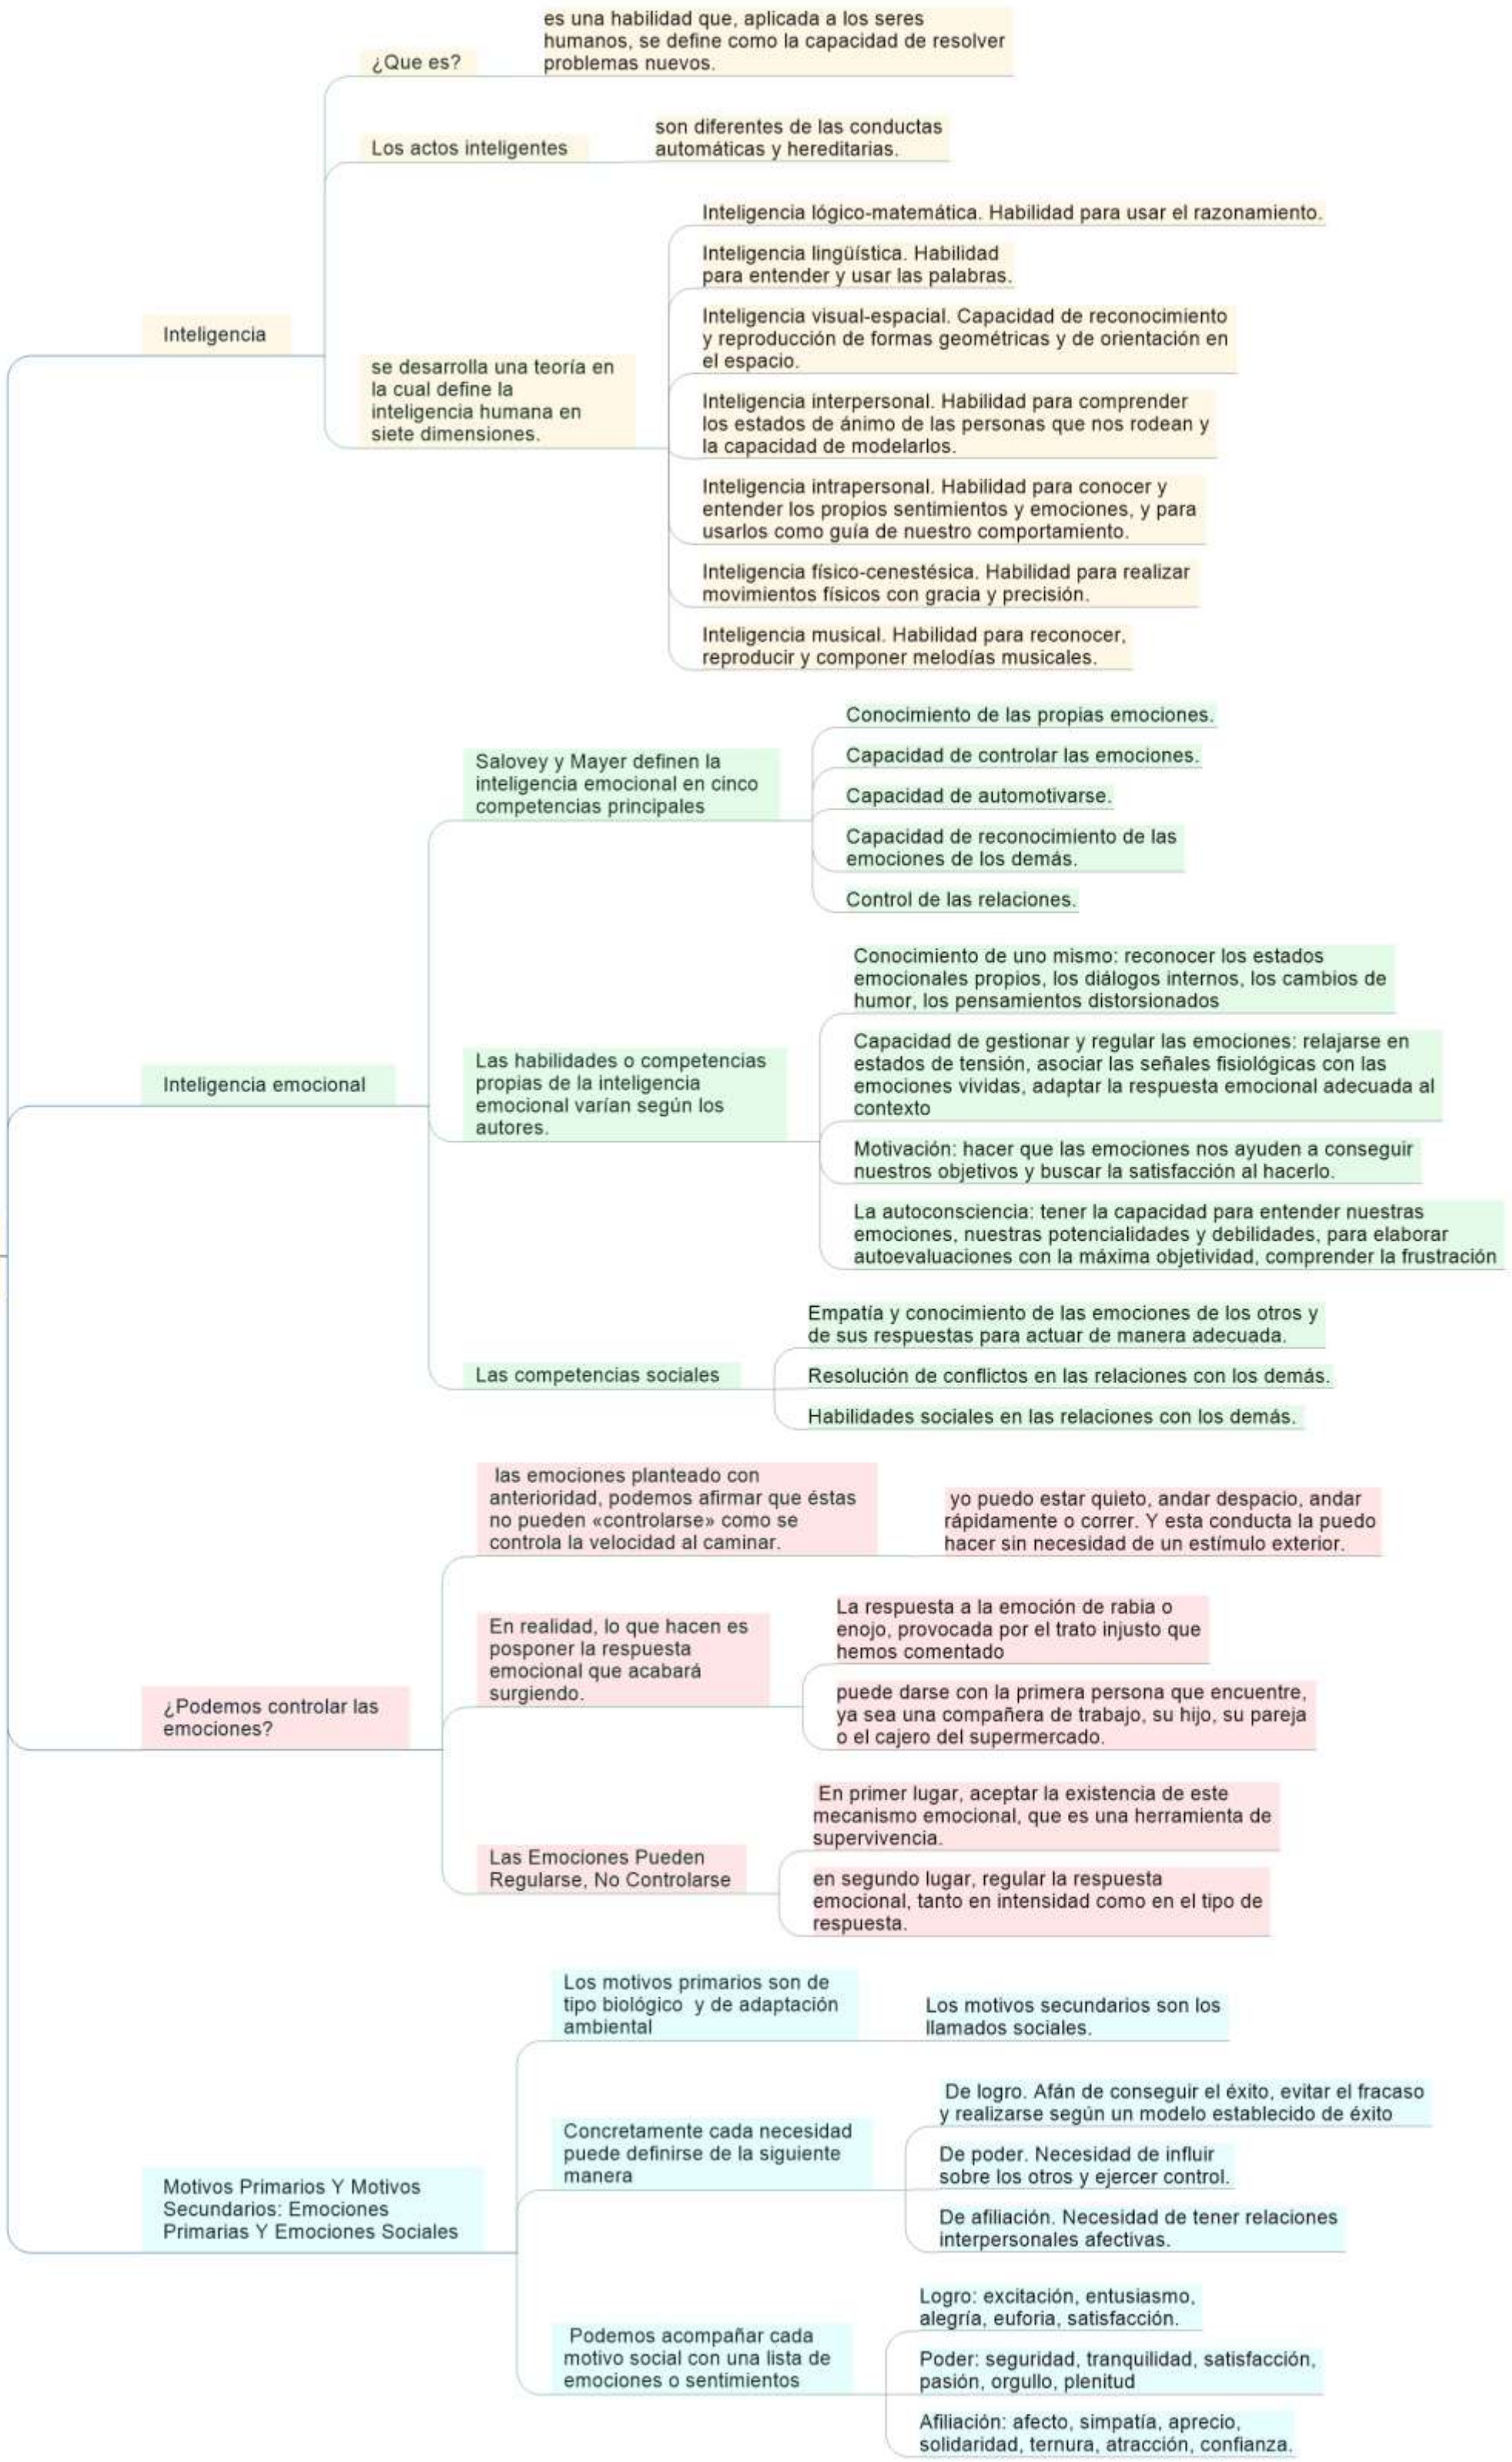 es una habilidad que, aplicada a los seres
humanos, se define como la capacidad de resolver
problemas nuevos.
¿Que es?
son diferentes de las conductas
automáticas y hereditarias.
Los actos inteligentes
Inteligencia lógico-matemática. Habilidad para usar el razonamiento.
Inteligencia lingüística. Habilidad
para entender y usar las palabras.
Inteligencia visual-espacial. Capacidad de reconocimiento
y reproducción de formas geométricas y de orientación en
el espacio.
Inteligencia
se desarrolla una teoría en
la cual define la
inteligencia humana en
siete dimensiones.
Inteligencia interpersonal. Habilidad para comprender
los estados de ánimo de las personas que nos rodean y
la capacidad de modelarlos.
Inteligencia intrapersonal. Habilidad para conocer y
entender los propios sentimientos y emociones, y para
usarlos como guía de nuestro comportamiento.
Inteligencia físico-cenestésica. Habilidad para realizar
movimientos físicos con gracia y precisión.
Inteligencia musical. Habilidad para reconocer,
reproducir y componer melodías musicales.
Salovey y Mayer definen la
inteligencia emocional en cinco
competencias principales
Conocimiento de las propias emociones.
Capacidad de controlar las emociones.
Capacidad de automotivarse.
Capacidad de reconocimiento de las
emociones de los demás.
Control de las relaciones.
Inteligencia emocional
Las habilidades o competencias
propias de la inteligencia
emocional varían según los
autores.
Conocimiento de uno mismo: reconocer los estados
emocionales propios, los diálogos internos, los cambios de
humor, los pensamientos distorsionados
Capacidad de gestionar y regular las emociones: relajarse en
estados de tensión, asociar las señales fisiológicas con las
emociones vividas, adaptar la respuesta emocional adecuada al
contexto
Motivación: hacer que las emociones nos ayuden a conseguir
nuestros objetivos y buscar la satisfacción al hacerlo.
La autoconsciencia: tener la capacidad para entender nuestras
emociones, nuestras potencialidades y debilidades, para elaborar
autoevaluaciones con la máxima objetividad, comprender la frustración
Las competencias sociales
Empatía y conocimiento de las emociones de los otros y
de sus respuestas para actuar de manera adecuada.
Resolución de conflictos en las relaciones con los demás.
Habilidades sociales en las relaciones con los demás.
las emociones planteado con
anterioridad, podemos afirmar que éstas
no pueden «controlarse» como se
controla la velocidad al caminar.
yo puedo estar quieto, andar despacio, andar
rápidamente o correr. Y esta conducta la puedo
hacer sin necesidad de un estímulo exterior.
¿Podemos controlar las
emociones?
En realidad, lo que hacen es
posponer la respuesta
emocional que acabará
surgiendo.
La respuesta a la emoción de rabia o
enojo, provocada por el trato injusto que
hemos comentado
puede darse con la primera persona que encuentre,
ya sea una compañera de trabajo, su hijo, su pareja
o el cajero del supermercado.
Las Emociones Pueden
Regularse, No Controlarse
En primer lugar, aceptar la existencia de este
mecanismo emocional, que es una herramienta de
supervivencia.
en segundo lugar, regular la respuesta
emocional, tanto en intensidad como en el tipo de
respuesta.
Los motivos primarios son de
tipo biológico y de adaptación
ambiental
Los motivos secundarios son los
llamados sociales.
Motivos Primarios Y Motivos
Secundarios: Emociones
Primarias Y Emociones Sociales
Concretamente cada necesidad
puede definirse de la siguiente
manera
De logro. Afán de conseguir el éxito, evitar el fracaso
y realizarse según un modelo establecido de éxito
De poder. Necesidad de influir
sobre los otros y ejercer control.
De afiliación. Necesidad de tener relaciones
interpersonales afectivas.
Podemos acompañar cada
motivo social con una lista de
emociones o sentimientos
Logro: excitación, entusiasmo,
alegría, euforia, satisfacción.
Poder: seguridad, tranquilidad, satisfacción,
pasión, orgullo, plenitud
Afiliación: afecto, simpatía, aprecio,
solidaridad, ternura, atracción, confianza.